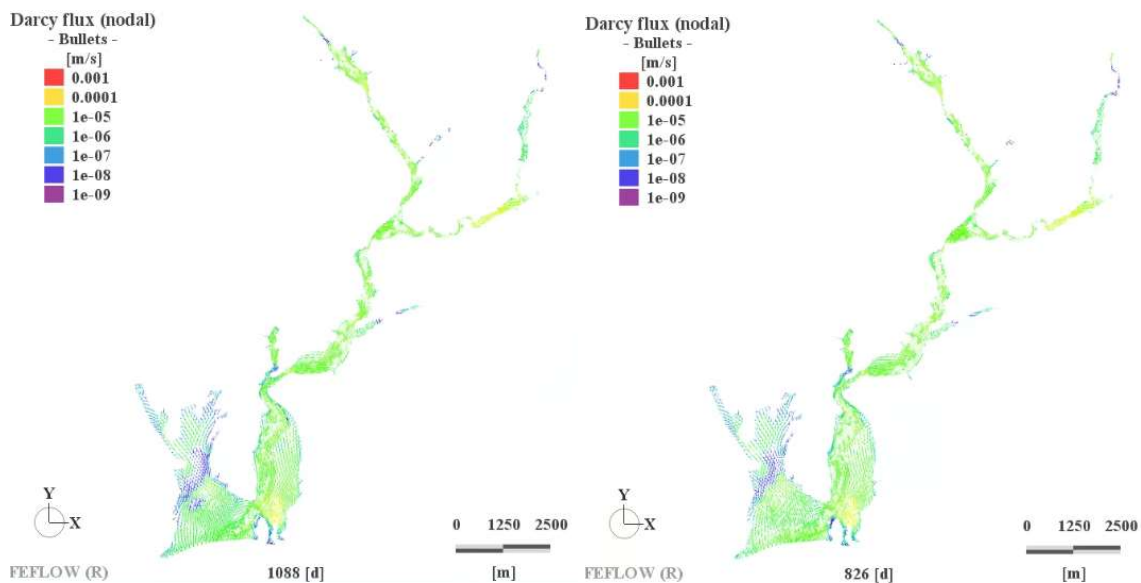 Darcy flux (nodal)
- Bullets -
[m/s]
0.001
0.0001
1e-05
1e-06
1e-07
1e-08
1e-09
Y
X
0 1250 2500
FEFLOW (R)
1088 [d]
[m]
Darcy flux (nodal)
- Bullets -
[m/s]
0.001
0.0001
1e-05
1e-06
1e-07
1e-08
1e-09
Y
X
0 1250 2500
FEFLOW (R)
826 [d]
[m]